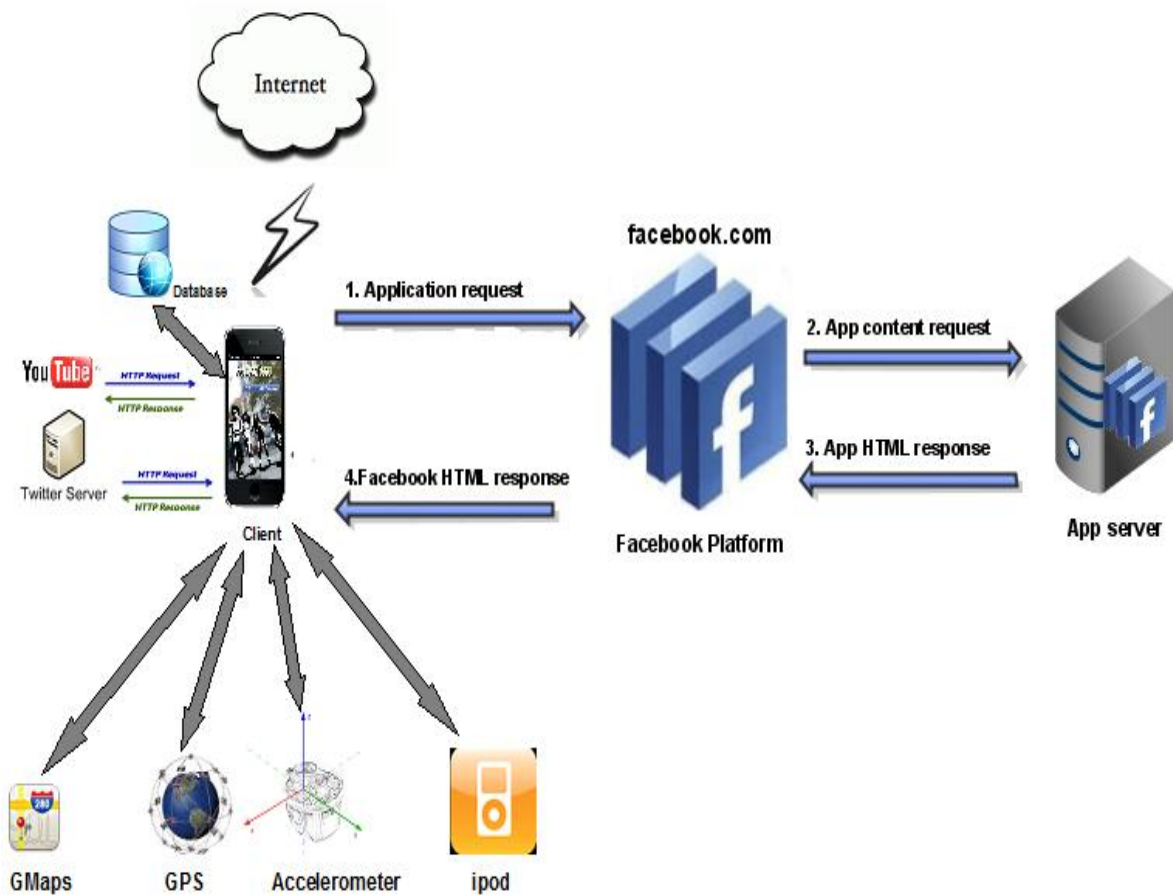 Internet
facebook.com
Database
1. Application request
2. App content request
YouTube
HTTP Request
HTTP Response
3. App HTML response
4.Facebook HTML response
HTTP Request
HTTP Response
Twitter Server
Client
Facebook Platform
App server
280
GMaps
GPS
Accelerometer
ipod